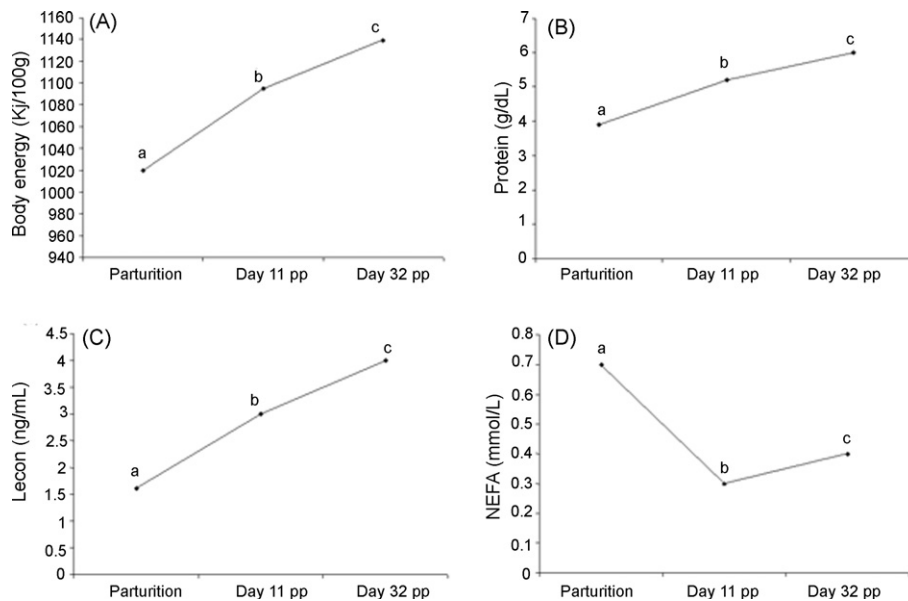 (A)
Body energy (Kj/100g)
1160
1140
1120
1100
1080
1060
1040
1020
1000
980
960
940
a
b
c
Parturition Day 11 pp Day 32 pp
(B)
Protein (g/dL)
7
6
5
4
3
2
1
0
a
b
c
Parturition Day 11 pp Day 32 pp
(C)
Lecon (ng/mL)
4.5
4
3.5
3
2.5
2
1.5
1
0.5
0
a
b
c
Parturition Day 11 pp Day 32 pp
(D)
NEFA (mmol/L)
0.8
0.7
0.6
0.5
0.4
0.3
0.2
0.1
0
a
b
c
Parturition Day 11 pp Day 32 pp